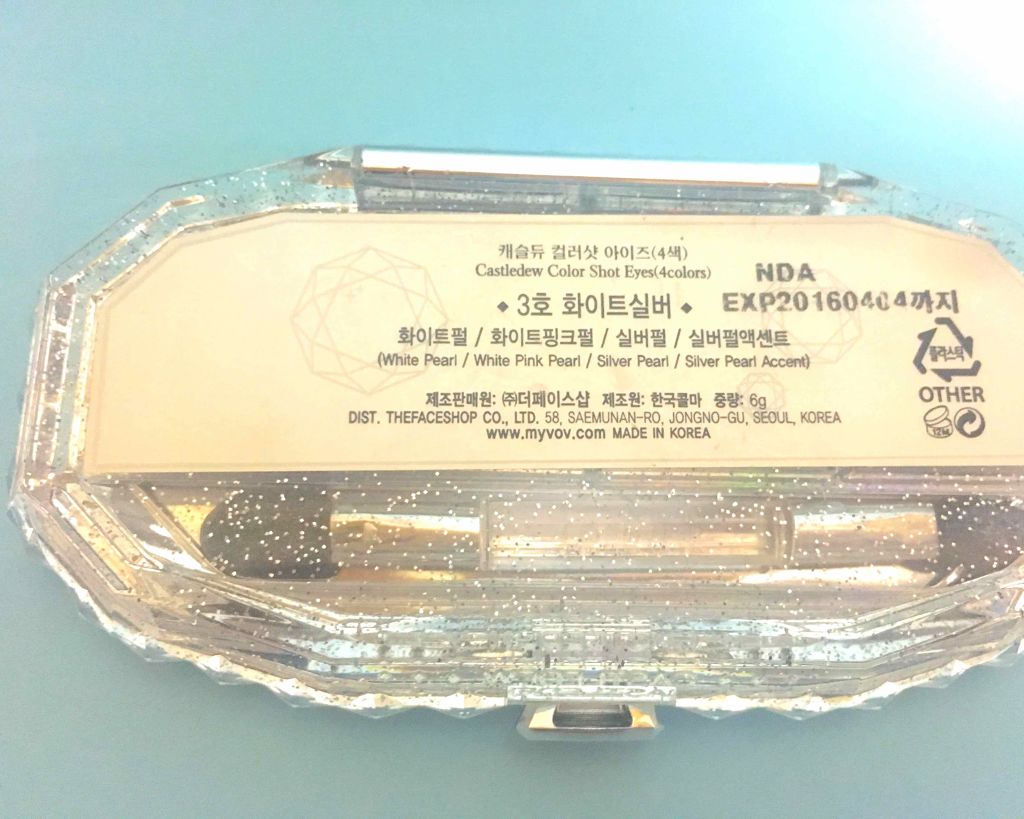 캐슬듀 컬러샷 아이즈(4색)
Castledew Color Shot Eyes(4colors)
◆ 3호 화이트실버 ◆
화이트펄 / 화이트핑크펄 / 실버펄 / 실버펄액센트
(White Pearl / White Pink Pearl / Silver Pearl / Silver Pearl Accent)
제조판매원: ㈜더페이스샵 제조원: 한국콜마 중량: 6g
DIST. THEFACESHOP CO., LTD. 58, SAEMUNAN-RO, JONGNO-GU, SEOUL, KOREA
www.myvov.com MADE IN KOREA
NDA
EXP20160404까지
플라스틱
OTHER
12M